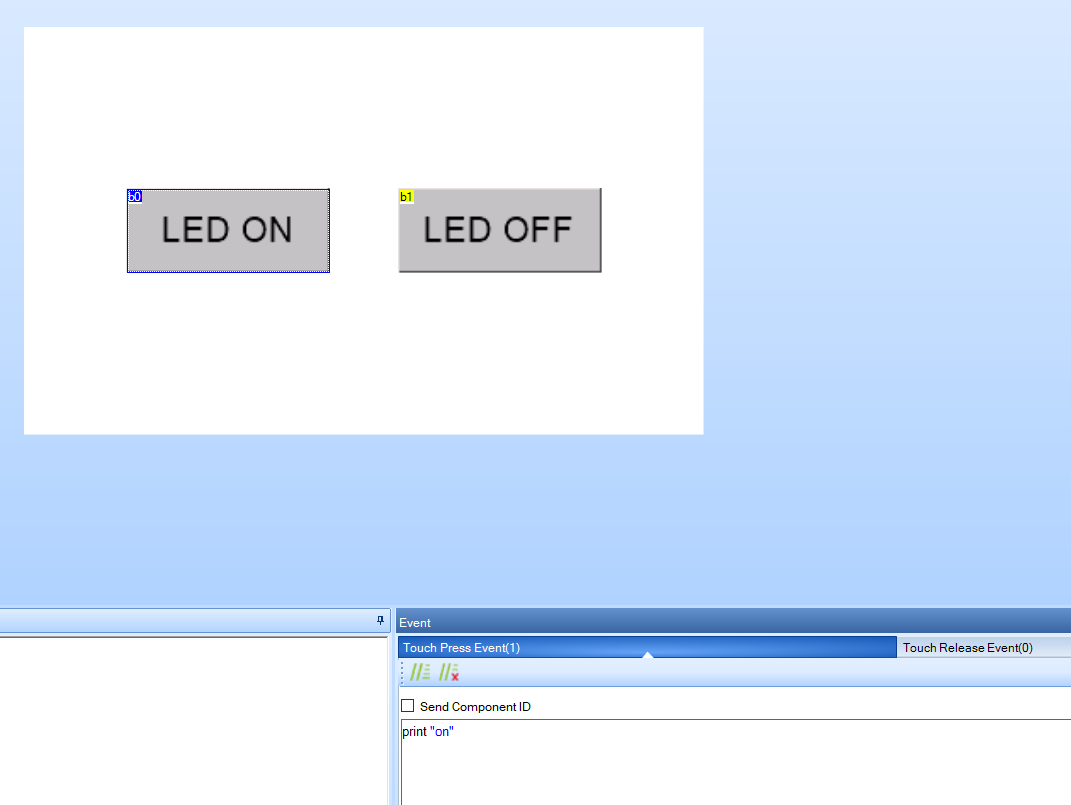 b0
LED ON
b1
LED OFF
Event
Touch Press Event(1)
Touch Release Event(0)
Send Component ID
print "on"